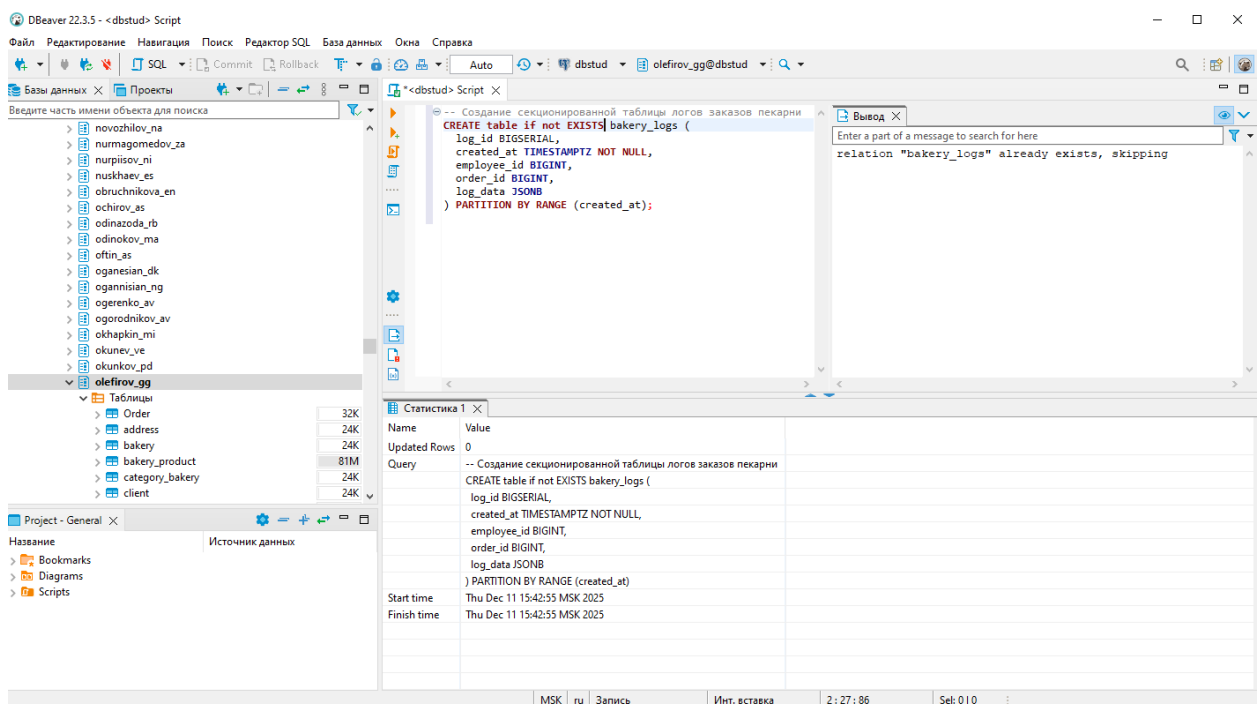 DBeaver 22.3.5 - <dbstud> Script
Файл Редактирование Навигация Поиск Редактор SQL База данных Окна Справка
SQL Commit Rollback Auto dbstud olefirov_gg@dbstud
Базы данных Проекты
Введите часть имени объекта для поиска
novozhilov_na
nurmagomedov_za
nurpiisov_ni
nuskhaev_es
obruchnikova_en
ochirov_as
odinazoda_rb
odinokov_ma
oftin_as
oganesian_dk
ogannisian_ng
ogerenko_av
ogorodnikov_av
okhapkin_mi
okunev_ve
okunkov_pd
olefirov_gg
Таблицы
Order 32K
address 24K
bakery 24K
bakery_product 81M
category_bakery 24K
client 24K
Project - General
Название Источник данных
Bookmarks
Diagrams
Scripts
*<dbstud> Script
-- Создание секционированной таблицы логов заказов пекарни
CREATE table if not EXISTS bakery_logs (
log_id BIGSERIAL,
created_at TIMESTAMPTZ NOT NULL,
employee_id BIGINT,
order_id BIGINT,
log_data JSONB
) PARTITION BY RANGE (created_at);
Вывод
Enter a part of a message to search for here
relation "bakery_logs" already exists, skipping
Статистика 1
Name Value
Updated Rows 0
Query -- Создание секционированной таблицы логов заказов пекарни
CREATE table if not EXISTS bakery_logs (
log_id BIGSERIAL,
created_at TIMESTAMPTZ NOT NULL,
employee_id BIGINT,
order_id BIGINT,
log_data JSONB
) PARTITION BY RANGE (created_at)
Start time Thu Dec 11 15:42:55 MSK 2025
Finish time Thu Dec 11 15:42:55 MSK 2025
MSK ru Запись Инт. вставка 2 : 27 : 86 Sel: 0 | 0